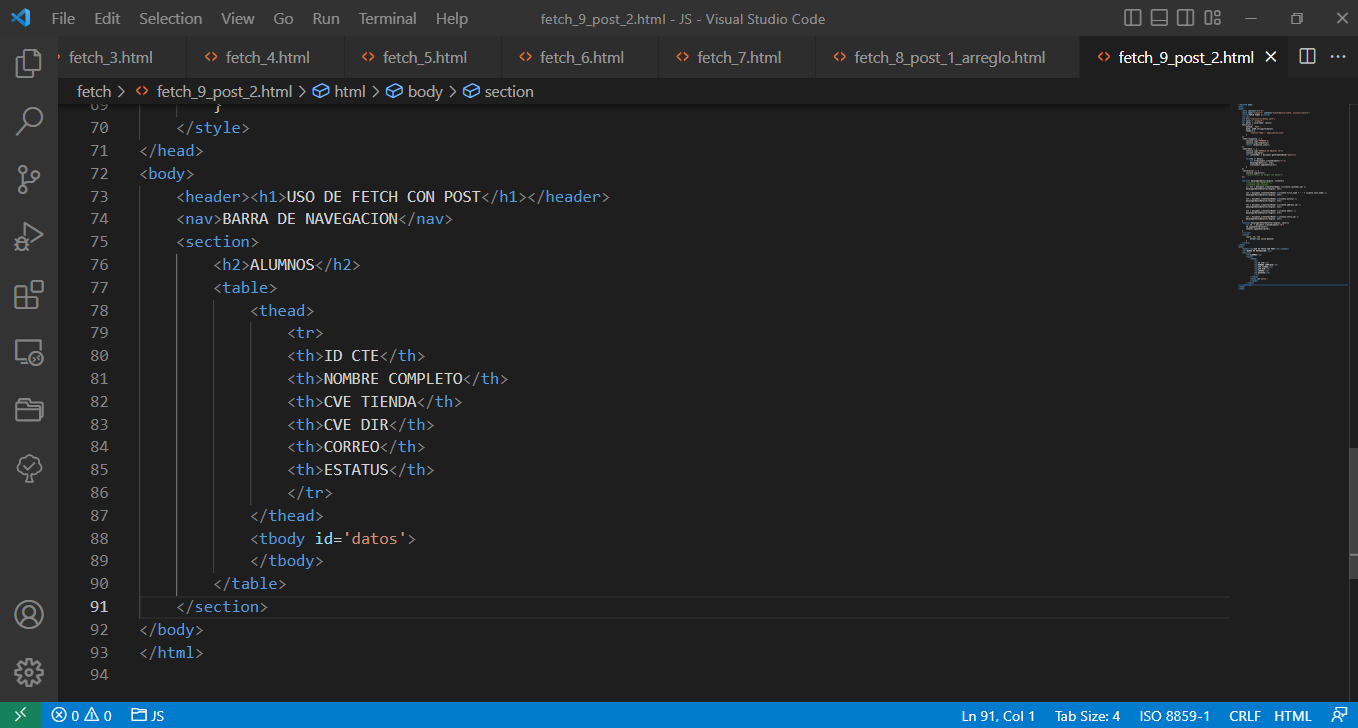 File Edit Selection View Go Run Terminal Help fetch_9_post_2.html - JS - Visual Studio Code
fetch_3.html <> fetch_4.html <> fetch_5.html <> fetch_6.html <> fetch_7.html <> fetch_8_post_1_arreglo.html <> fetch_9_post_2.html
fetch > <> fetch_9_post_2.html > html > body > section
69 }
70 </style>
71 </head>
72 <body>
73 <header><h1>USO DE FETCH CON POST</h1></header>
74 <nav>BARRA DE NAVEGACION</nav>
75 <section>
76 <h2>ALUMNOS</h2>
77 <table>
78 <thead>
79 <tr>
80 <th>ID CTE</th>
81 <th>NOMBRE COMPLETO</th>
82 <th>CVE TIENDA</th>
83 <th>CVE DIR</th>
84 <th>CORREO</th>
85 <th>ESTATUS</th>
86 </tr>
87 </thead>
88 <tbody id='datos'>
89 </tbody>
90 </table>
91 </section>
92 </body>
93 </html>
94
0 0 JS Ln 91, Col 1 Tab Size: 4 ISO 8859-1 CRLF HTML